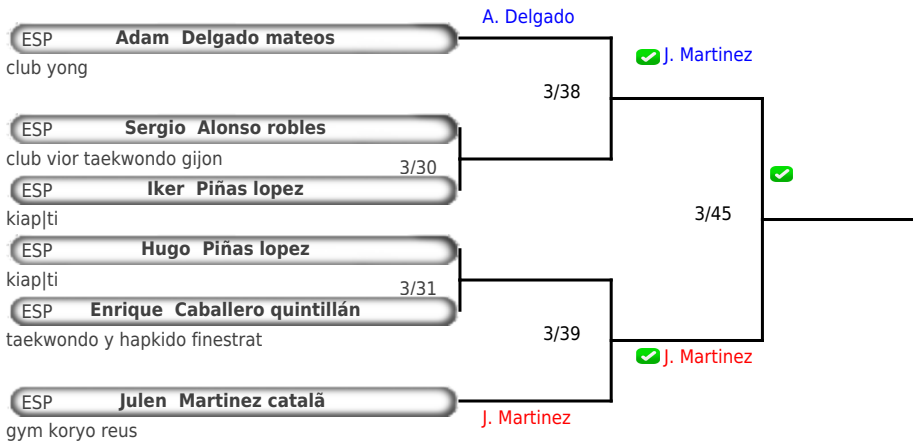 A. Delgado
ESP Adam Delgado mateos
J. Martinez
club yong
3/38
ESP Sergio Alonso robles
club vior taekwondo gijon
3/30
ESP Iker Piñas lopez
3/45
kiap|ti
ESP Hugo Piñas lopez
kiap|ti
3/31
ESP Enrique Caballero quintillán
3/39
taekwondo y hapkido finestrat
J. Martinez
ESP Julen Martinez catalã
J. Martinez
gym koryo reus